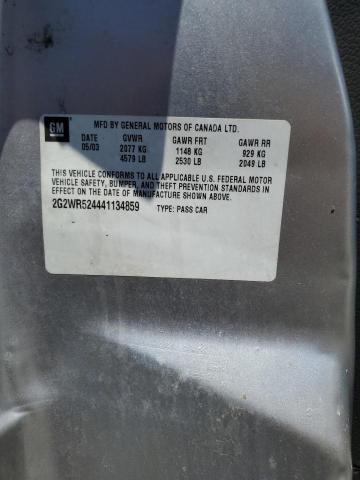 GM
MFD BY GENERAL MOTORS OF CANADA LTD.
DATE GVWR GAWR FRT GAWR RR
05/03 2077 KG 1148 KG 929 KG
4579 LB 2530 LB 2049 LB
THIS VEHICLE CONFORMS TO ALL APPLICABLE U.S. FEDERAL MOTOR
VEHICLE SAFETY, BUMPER, AND THEFT PREVENTION STANDARDS IN
EFFECT ON THE DATE OF MANUFACTURE SHOWN ABOVE.
2G2WR524441134859 TYPE: PASS CAR